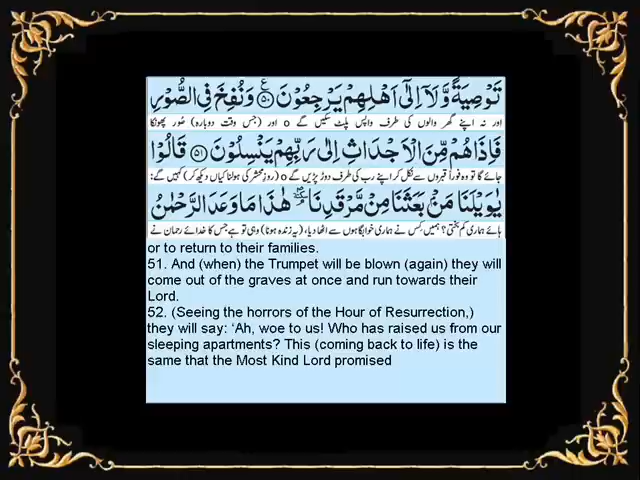 تَوْصِيَةً وَّلَاۤ اِلٰۤى اَهْلِهِمْ يَرْجِعُوْنَ ۝۵۰ وَنُفِخَ فِي الصُّوْرِ
اور نہ اپنے گھر والوں کی طرف واپس پلٹ سکیں گے o اور (جس وقت دوبارہ) صُور پھونکا
فَاِذَا هُمْ مِّنَ الْاَجْدَاثِ اِلٰى رَبِّهِمْ يَنْسِلُوْنَ ۝۵۱ قَالُوْا
جائے گا تو وہ فوراً قبروں سے نکل کر اپنے رب کی طرف دوڑ پڑیں گے o (روزِ محشر کی ہولناکیاں دیکھ کر) کہیں گے:
يٰوَيْلَنَا مَنْۢ بَعَثَنَا مِنْ مَّرْقَدِنَا ۘ هٰذَا مَا وَعَدَ الرَّحْمٰنُ
ہائے ہماری کم بختی! ہمیں کس نے ہماری خوابگاہوں سے اٹھا دیا، (یہ زندہ ہونا) وہی تو ہے جس کا خدائے رحمان نے
or to return to their families.
51. And (when) the Trumpet will be blown (again) they will
come out of the graves at once and run towards their
Lord.
52. (Seeing the horrors of the Hour of Resurrection,)
they will say: ‘Ah, woe to us! Who has raised us from our
sleeping apartments? This (coming back to life) is the
same that the Most Kind Lord promised